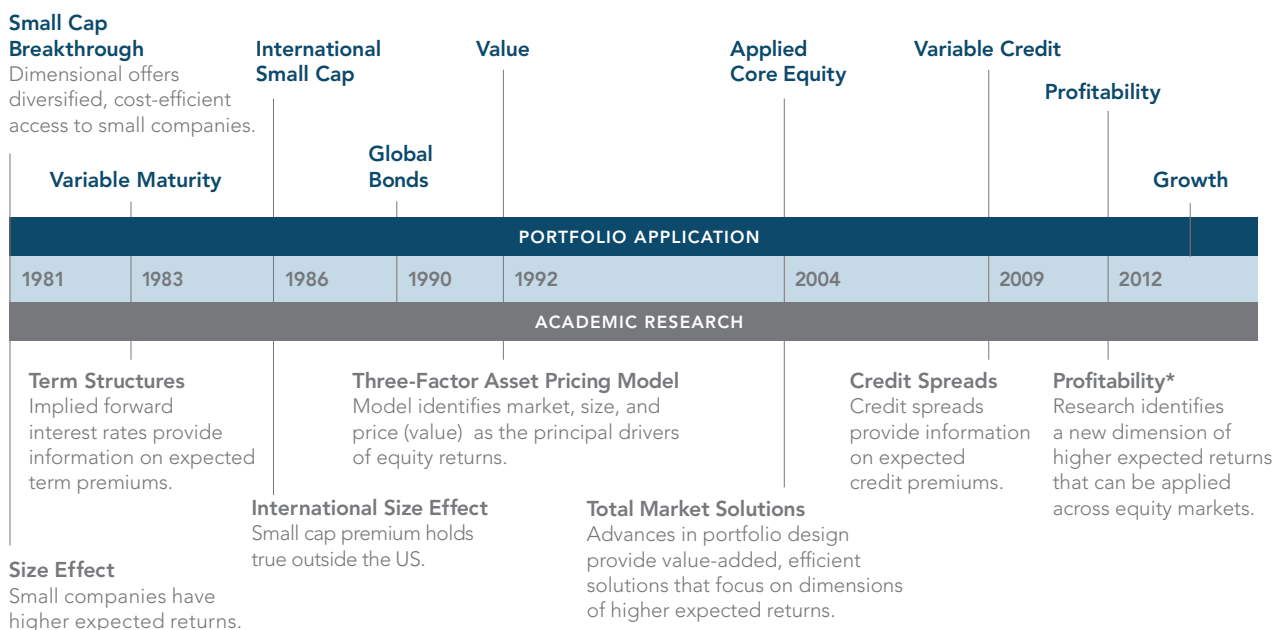 Small Cap
Breakthrough
Dimensional offers
diversified, cost-efficient
access to small companies.
Variable Maturity
International
Small Cap
Global
Bonds
Value
Applied
Core Equity
Variable Credit
Profitability
Growth
PORTFOLIO APPLICATION
1981
1983
1986
1990
1992
2004
2009
2012
ACADEMIC RESEARCH
Size Effect
Small companies have
higher expected returns.
Term Structures
Implied forward
interest rates provide
information on expected
term premiums.
International Size Effect
Small cap premium holds
true outside the US.
Three-Factor Asset Pricing Model
Model identifies market, size, and
price (value) as the principal drivers
of equity returns.
Total Market Solutions
Advances in portfolio design
provide value-added, efficient
solutions that focus on dimensions
of higher expected returns.
Credit Spreads
Credit spreads
provide information
on expected
credit premiums.
Profitability*
Research identifies
a new dimension of
higher expected returns
that can be applied
across equity markets.